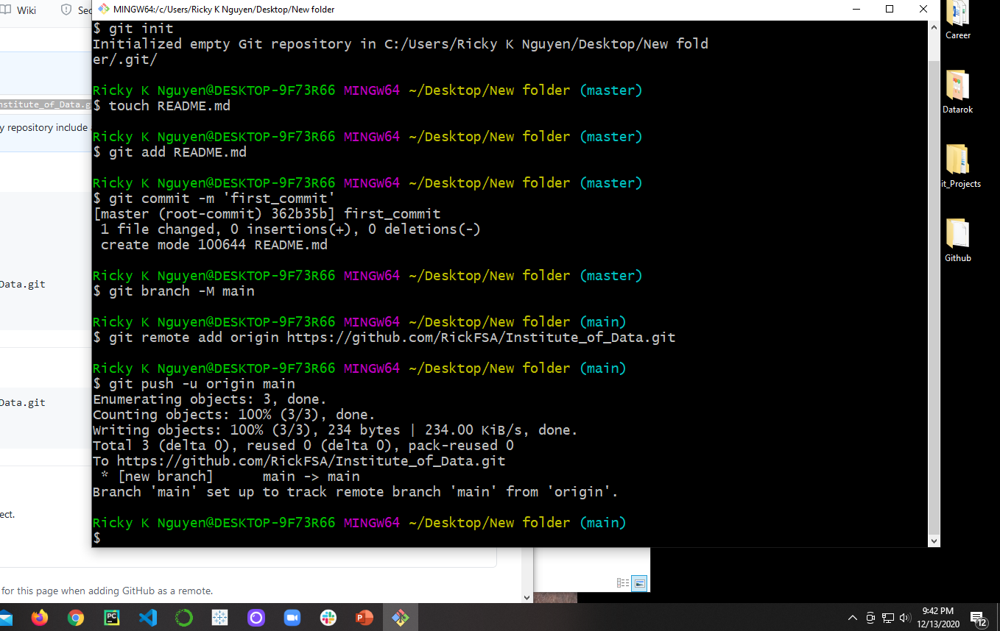 Wiki
Sec
MINGW64:/c/Users/Ricky K Nguyen/Desktop/New folder
$ git init
Initialized empty Git repository in C:/Users/Ricky K Nguyen/Desktop/New fold
er/.git/
Ricky K Nguyen@DESKTOP-9F73R66 MINGW64 ~/Desktop/New folder (master)
$ touch README.md
Ricky K Nguyen@DESKTOP-9F73R66 MINGW64 ~/Desktop/New folder (master)
$ git add README.md
Ricky K Nguyen@DESKTOP-9F73R66 MINGW64 ~/Desktop/New folder (master)
$ git commit -m 'first_commit'
[master (root-commit) 362b35b] first_commit
 1 file changed, 0 insertions(+), 0 deletions(-)
 create mode 100644 README.md
Ricky K Nguyen@DESKTOP-9F73R66 MINGW64 ~/Desktop/New folder (master)
$ git branch -M main
Ricky K Nguyen@DESKTOP-9F73R66 MINGW64 ~/Desktop/New folder (main)
$ git remote add origin https://github.com/RickFSA/Institute_of_Data.git
Ricky K Nguyen@DESKTOP-9F73R66 MINGW64 ~/Desktop/New folder (main)
$ git push -u origin main
Enumerating objects: 3, done.
Counting objects: 100% (3/3), done.
Writing objects: 100% (3/3), 234 bytes | 234.00 KiB/s, done.
Total 3 (delta 0), reused 0 (delta 0), pack-reused 0
To https://github.com/RickFSA/Institute_of_Data.git
 * [new branch]      main -> main
Branch 'main' set up to track remote branch 'main' from 'origin'.
Ricky K Nguyen@DESKTOP-9F73R66 MINGW64 ~/Desktop/New folder (main)
$
nstitute_of_Data.g
y repository include
Data.git
Data.git
ect.
for this page when adding GitHub as a remote.
Career
Datarok
it_Projects
Github
PC
9:42 PM
12/13/2020
12